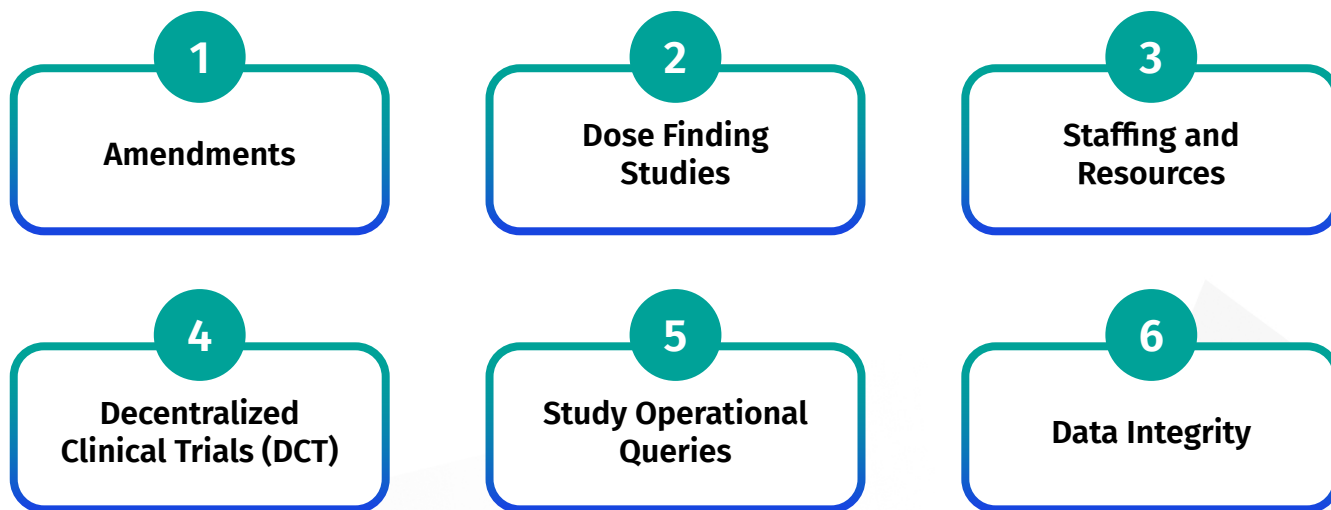 1
Amendments
2
Dose Finding
Studies
3
Staffing and
Resources
4
Decentralized
Clinical Trials (DCT)
5
Study Operational
Queries
6
Data Integrity